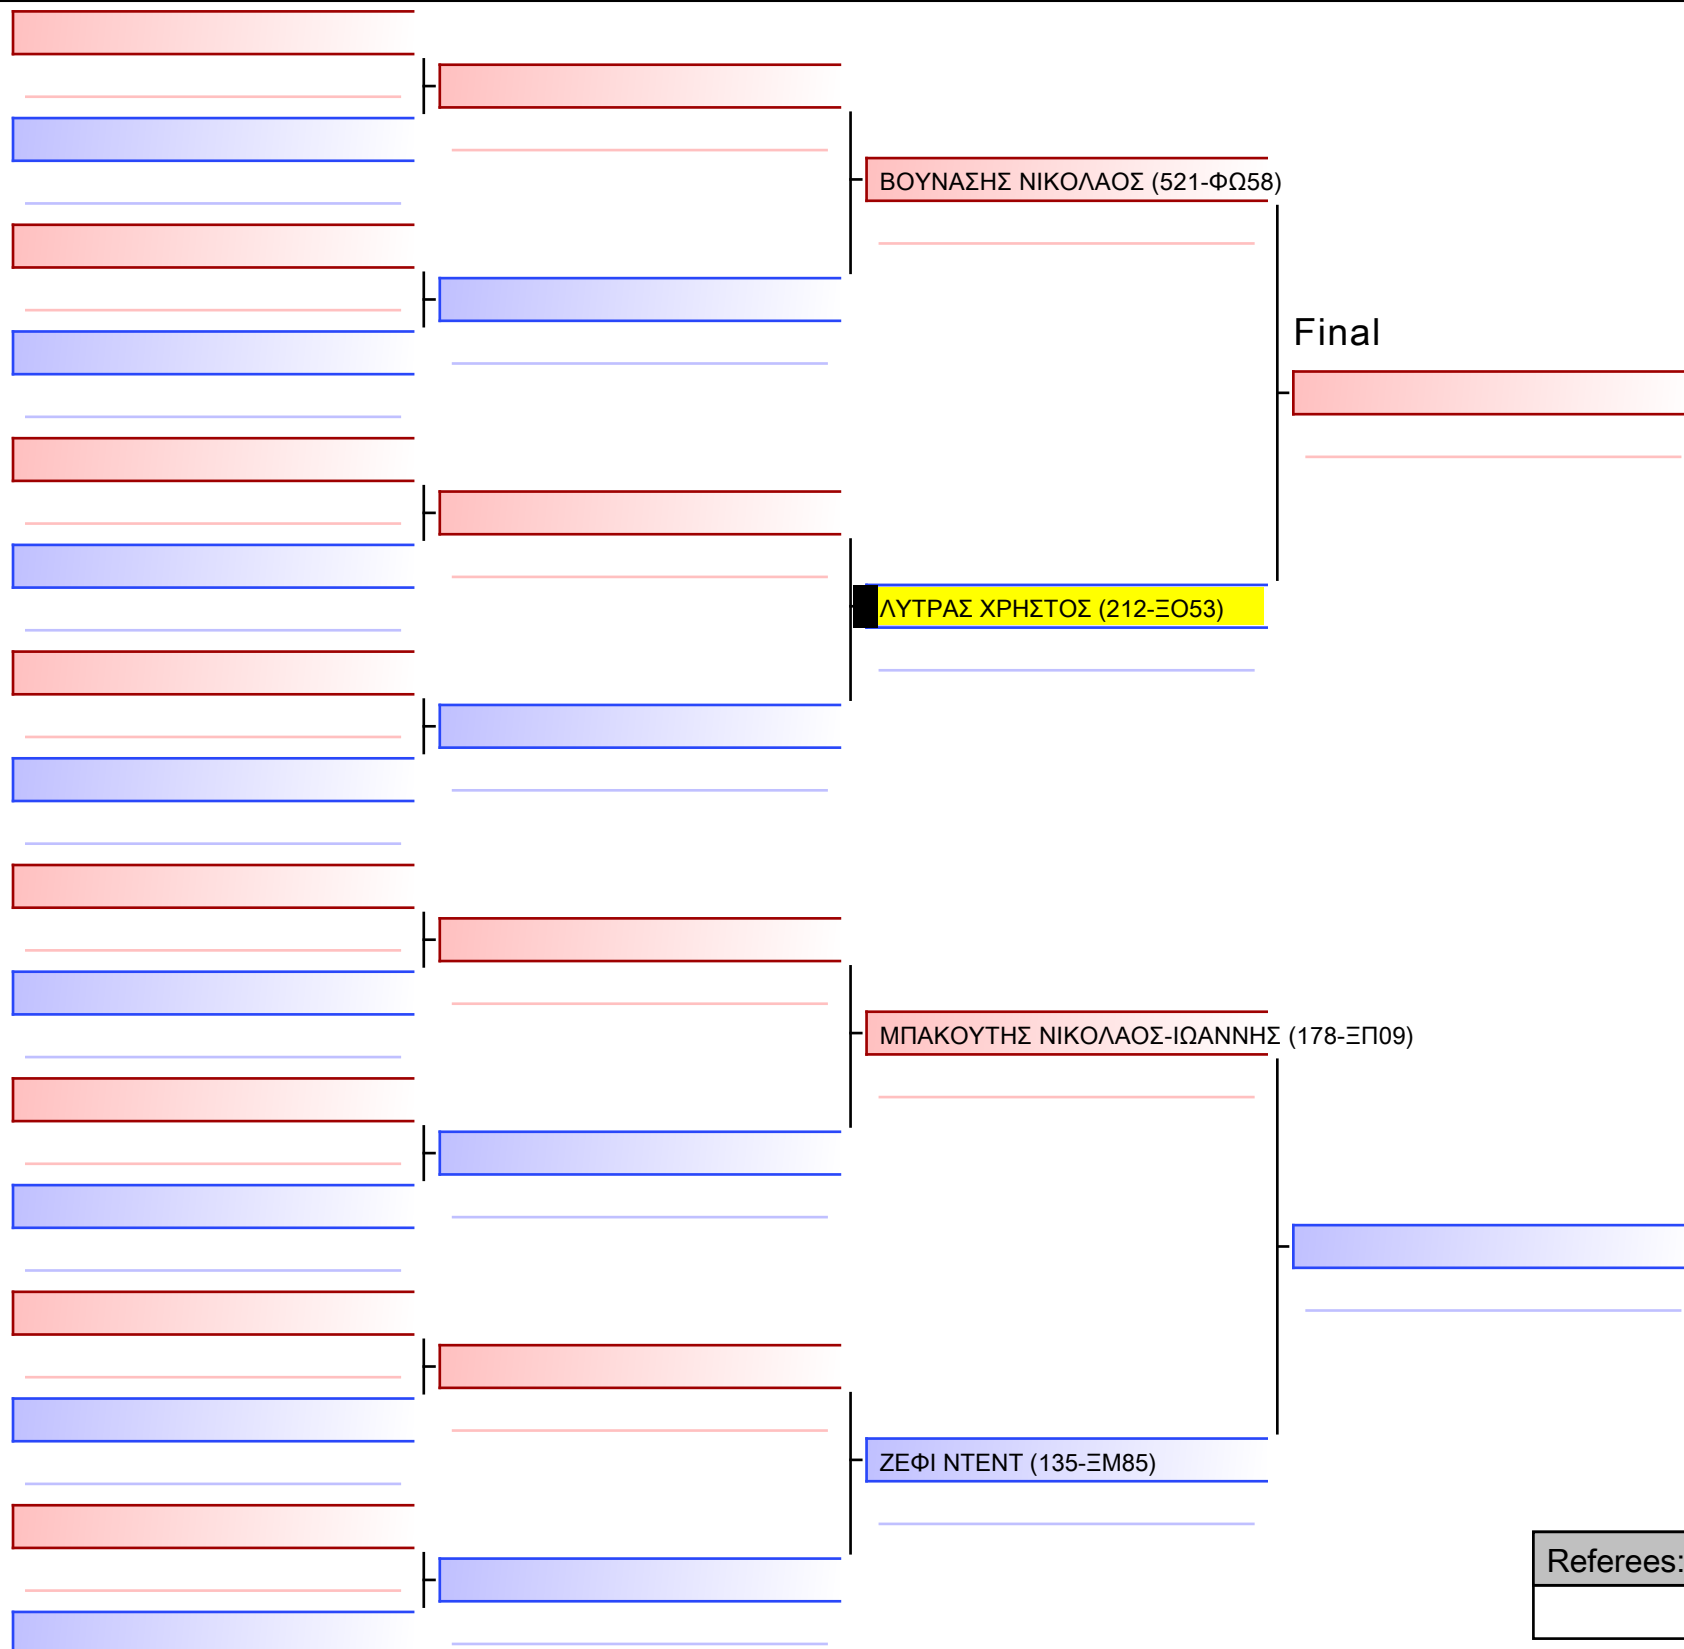 ΒΟΥΝΑΣΗΣ ΝΙΚΟΛΑΟΣ (521-ΦΩ58)
Final
ΛΥΤΡΑΣ ΧΡΗΣΤΟΣ (212-ΞΟ53)
ΜΠΑΚΟΥΤΗΣ ΝΙΚΟΛΑΟΣ-ΙΩΑΝΝΗΣ (178-ΞΠ09)
ΖΕΦΙ ΝΤΕΝΤ (135-ΞΜ85)
Referees: